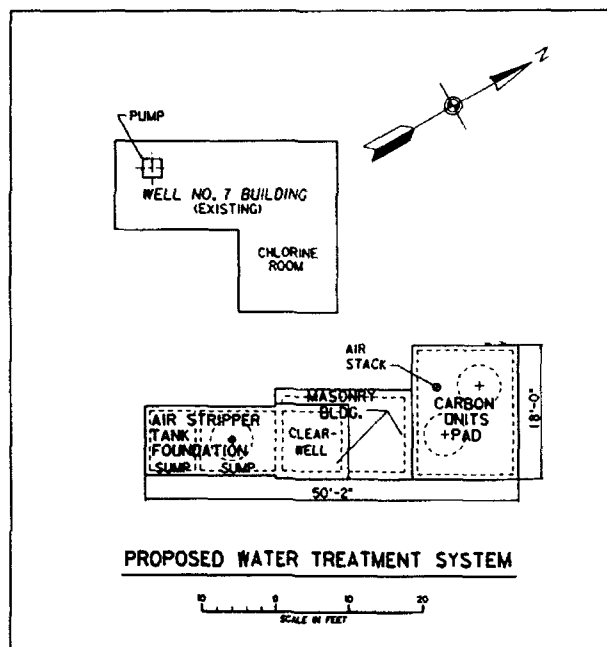 N
PUMP
WELL NO. 7 BUILDING
(EXISTING)
CHLORINE
ROOM
AIR
STACK
MASONRY
BLDG.
CARBON
UNITS
PAD
18'-0"
AIR STRIPPER
TANK
FOUNDATION
SUMP SUMP
CLEAR-
WELL
50'-2"
PROPOSED WATER TREATMENT SYSTEM
10 0 10 20
SCALE IN FEET